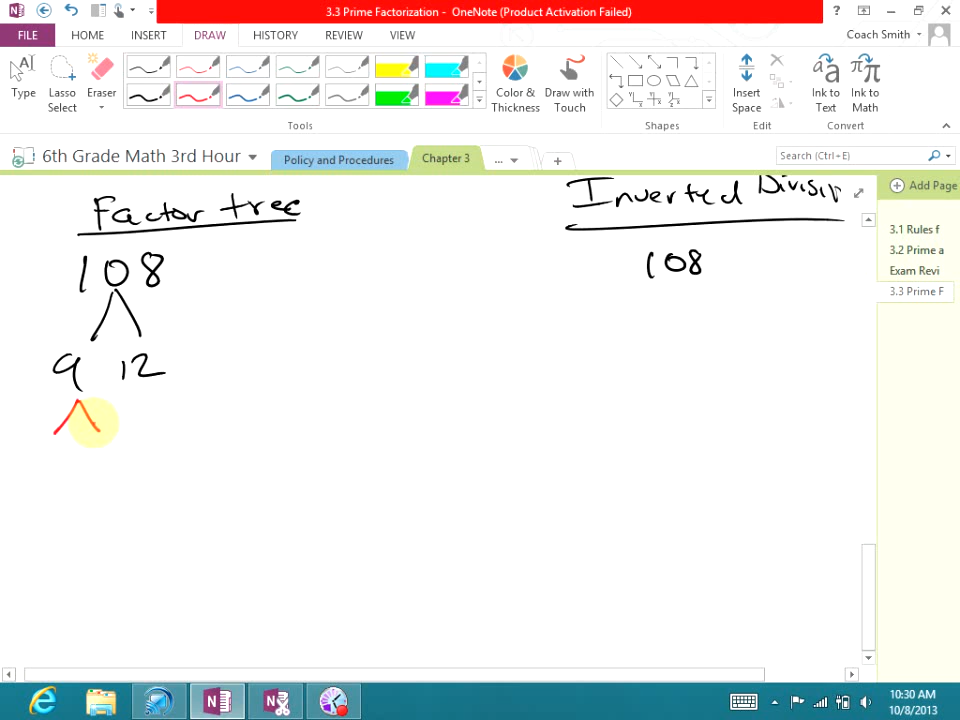 3.3 Prime Factorization - OneNote (Product Activation Failed)
FILE HOME INSERT DRAW HISTORY REVIEW VIEW Coach Smith
Type Lasso Select Eraser Color & Thickness Draw with Touch Insert Space Ink to Text Ink to Math
Tools Shapes Edit Convert
6th Grade Math 3rd Hour Policy and Procedures Chapter 3 ... Search (Ctrl+E)
Add Page
3.1 Rules f
3.2 Prime a
Exam Revi
3.3 Prime F
Factor tree
Inverted Divisi
108
108
9 12
10:30 AM
10/8/2013